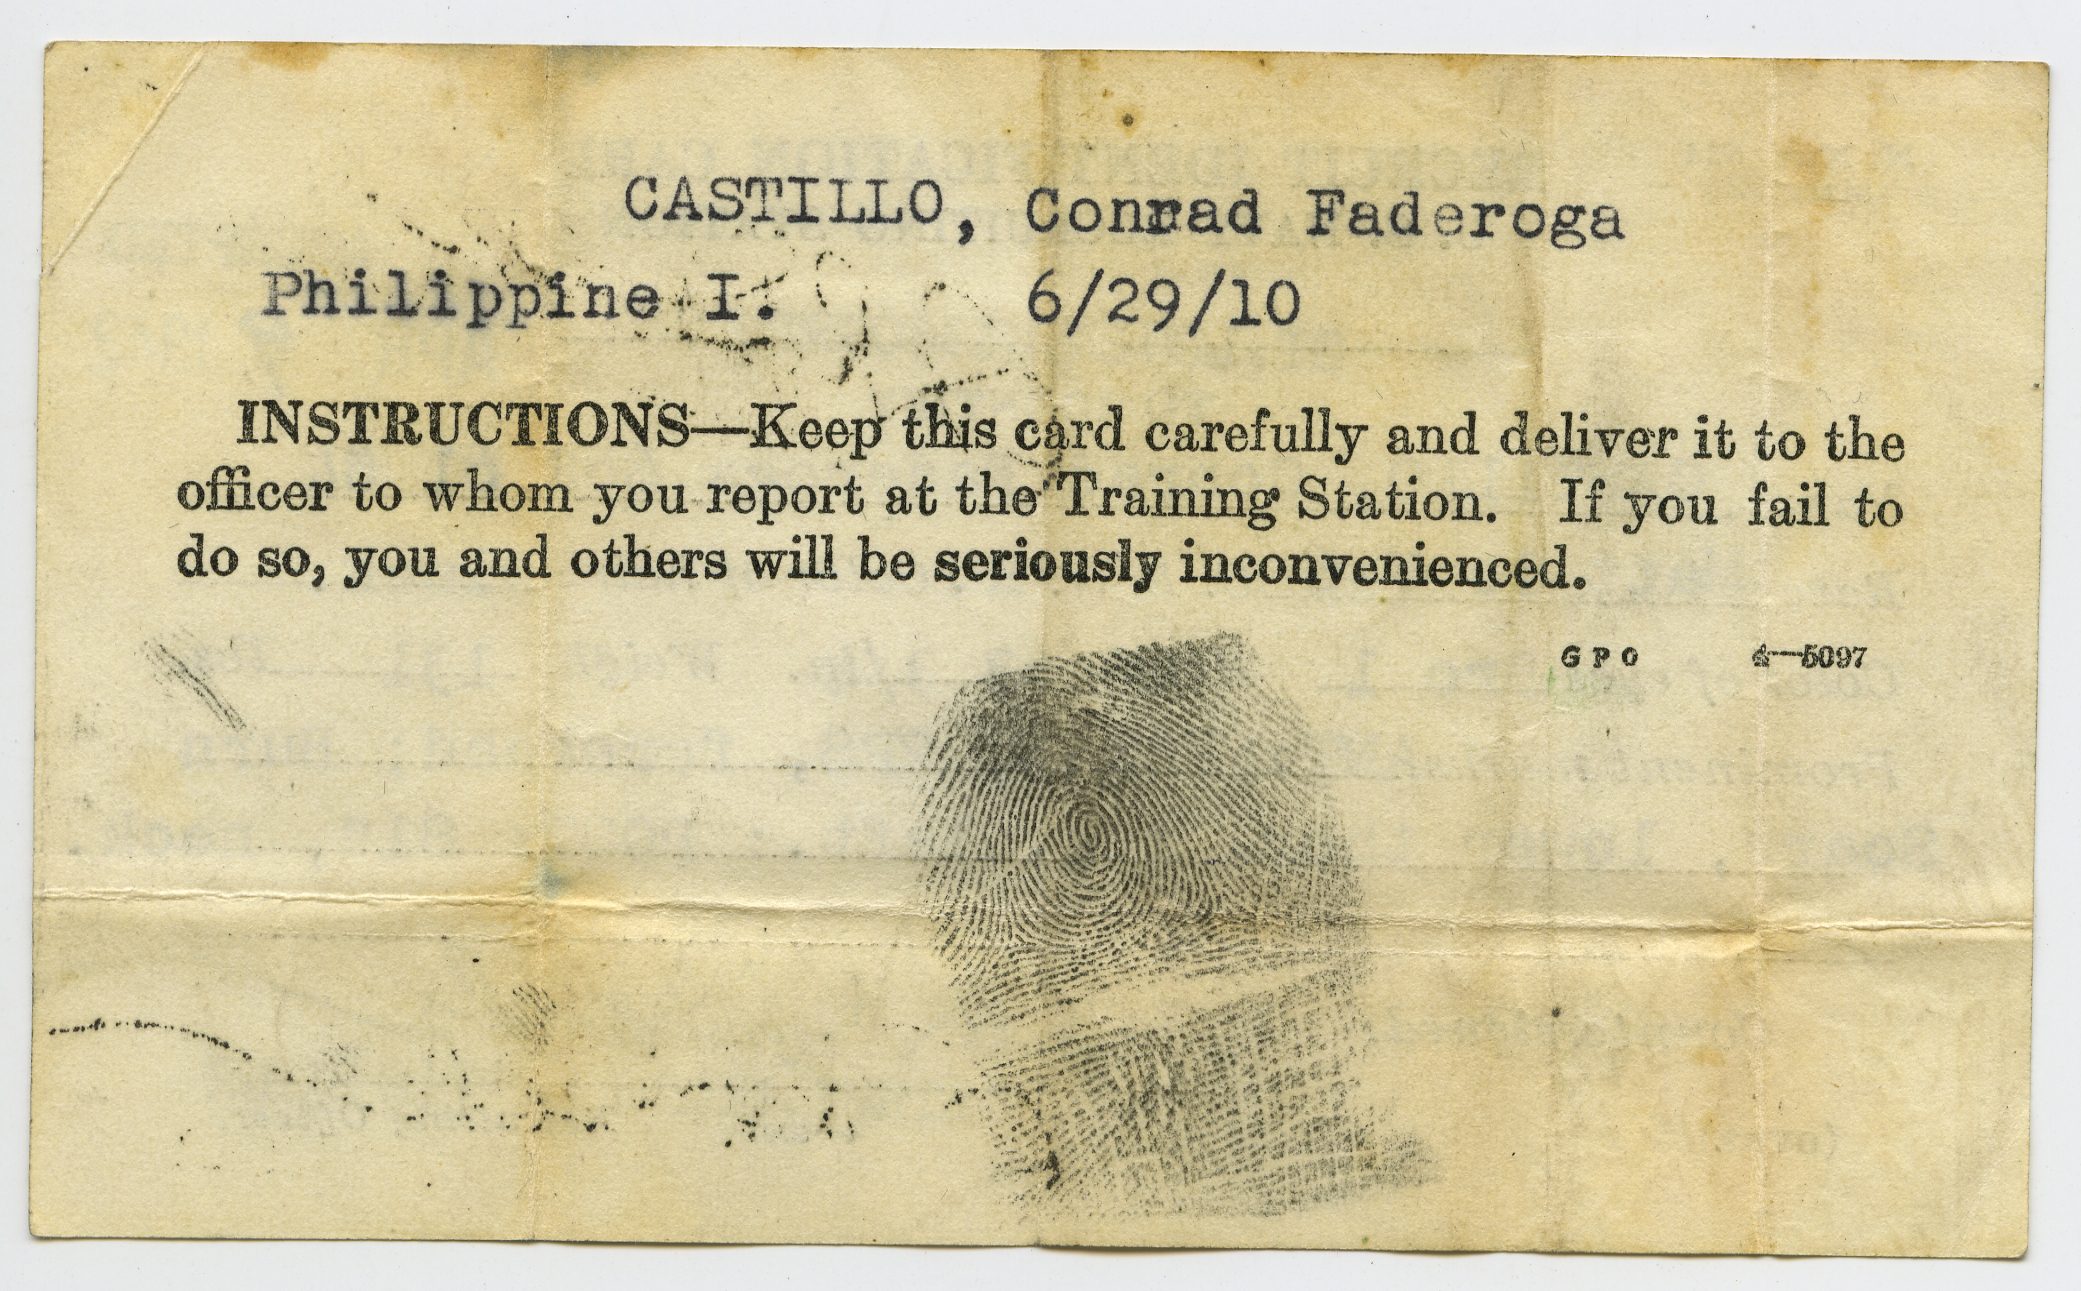 CASTILLO, Conrad Faderoga
Philippine I. 6/29/10
INSTRUCTIONS—Keep this card carefully and deliver it to the
officer to whom you report at the Training Station. If you fail to
do so, you and others will be seriously inconvenienced.
GPO 4—5097